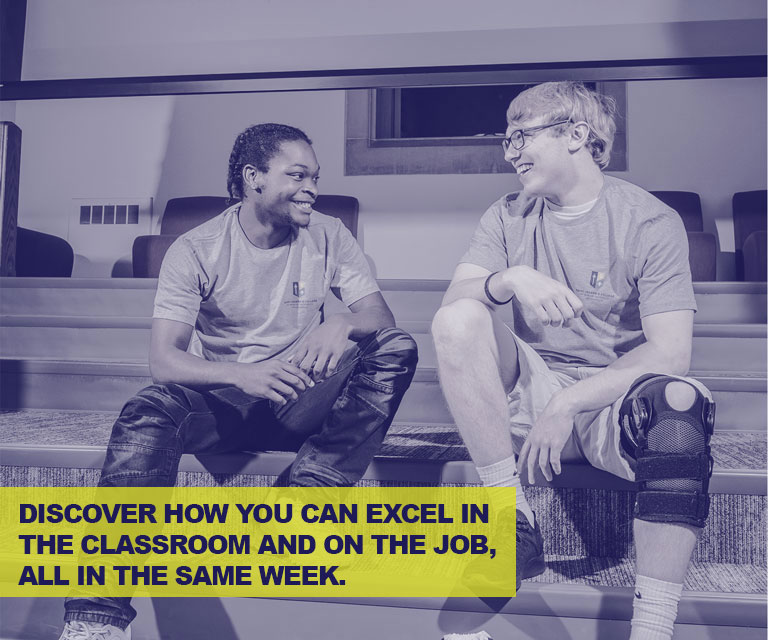 DISCOVER HOW YOU CAN EXCEL IN
THE CLASSROOM AND ON THE JOB,
ALL IN THE SAME WEEK.